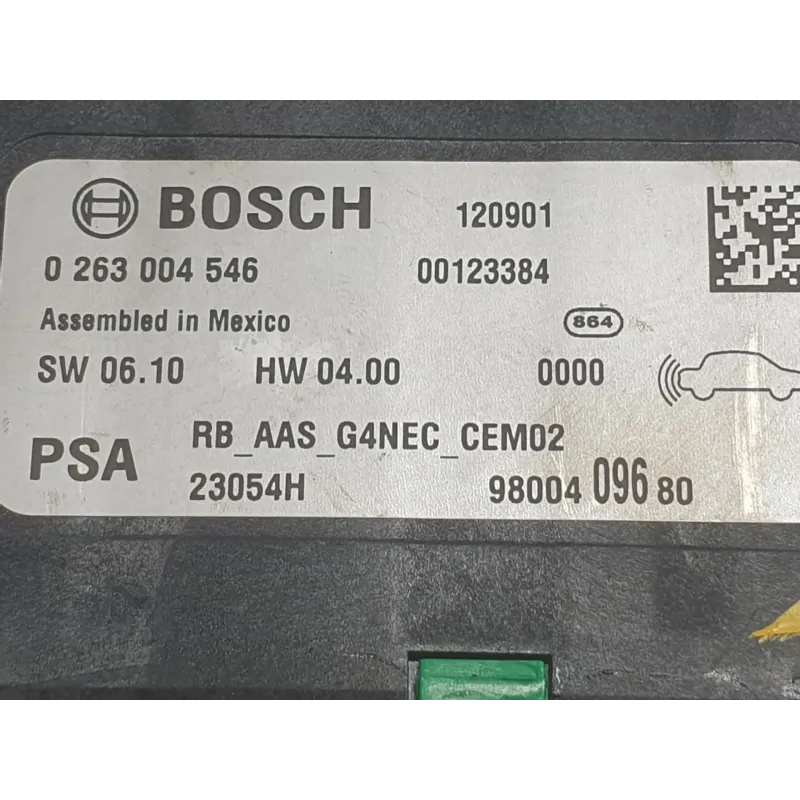 BOSCH 120901
0 263 004 546 00123384
Assembled in Mexico 864
SW 06.10 HW 04.00 0000
PSA RB_AAS_G4NEC_CEM02
23054H 98004 096 80